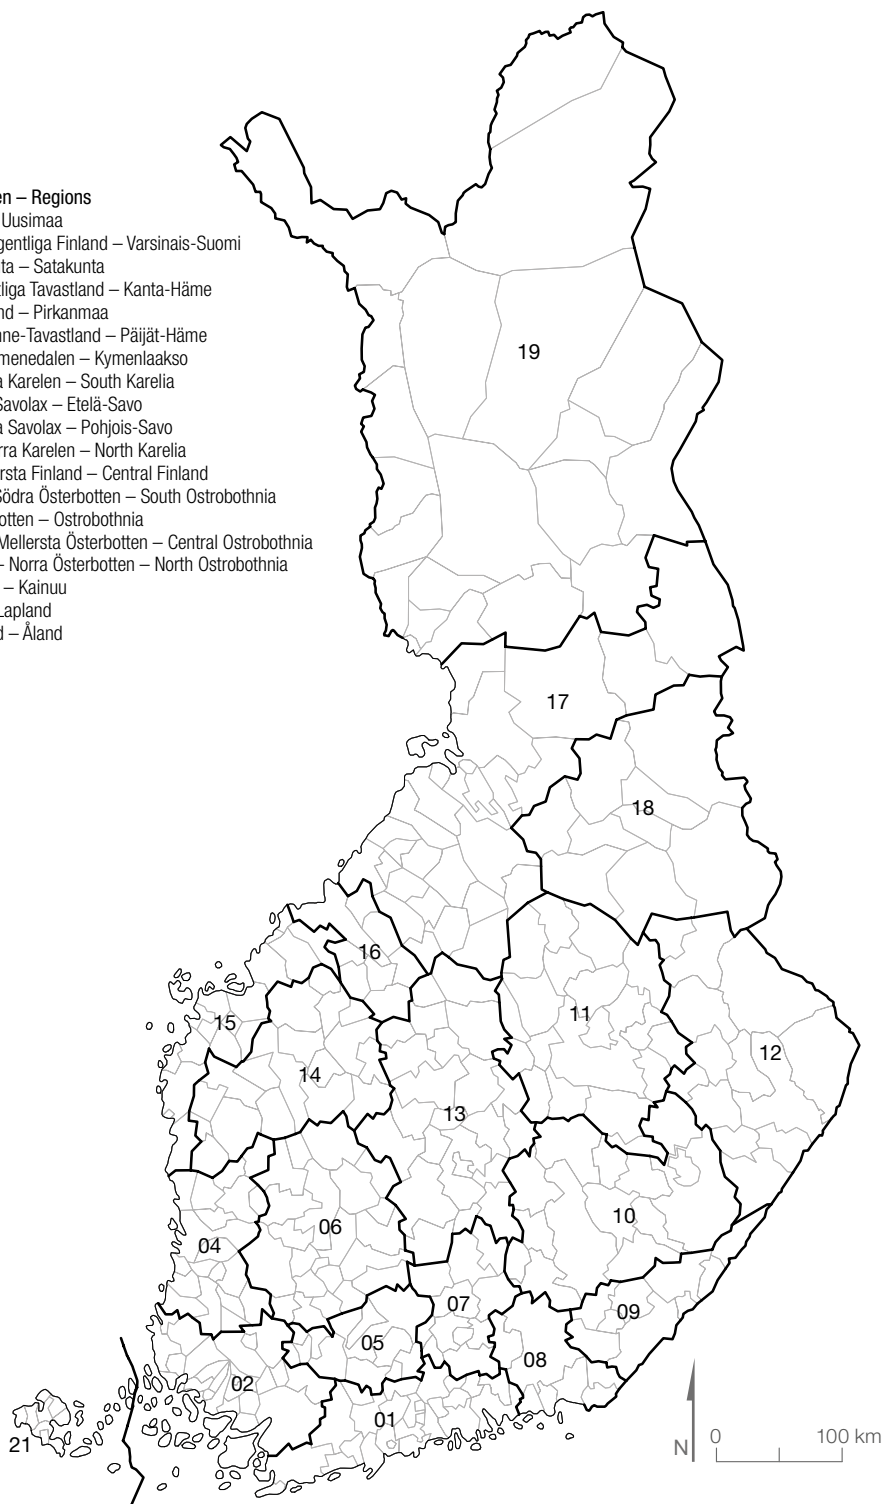 en – Regions
Uusimaa
gentliga Finland – Varsinais-Suomi
ta – Satakunta
tliga Tavastland – Kanta-Häme
nd – Pirkanmaa
nne-Tavastland – Päijät-Häme
menedalen – Kymenlaakso
a Karelen – South Karelia
Savolax – Etelä-Savo
a Savolax – Pohjois-Savo
rra Karelen – North Karelia
rsta Finland – Central Finland
Södra Österbotten – South Ostrobothnia
otten – Ostrobothnia
Mellersta Österbotten – Central Ostrobothnia
– Norra Österbotten – North Ostrobothnia
– Kainuu
Lapland
d – Åland
19
17
18
16
15
11
12
14
13
10
06
04
07
09
05
08
02
01
21
N
0
100 km